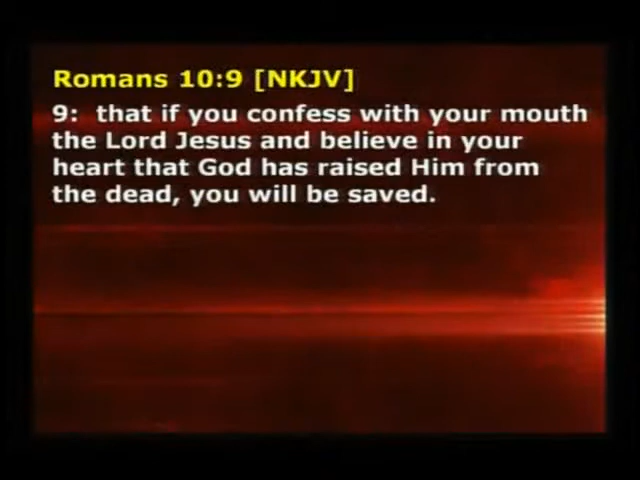 Romans 10:9 [NKJV]
9:  that if you confess with your mouth
the Lord Jesus and believe in your
heart that God has raised Him from
the dead, you will be saved.